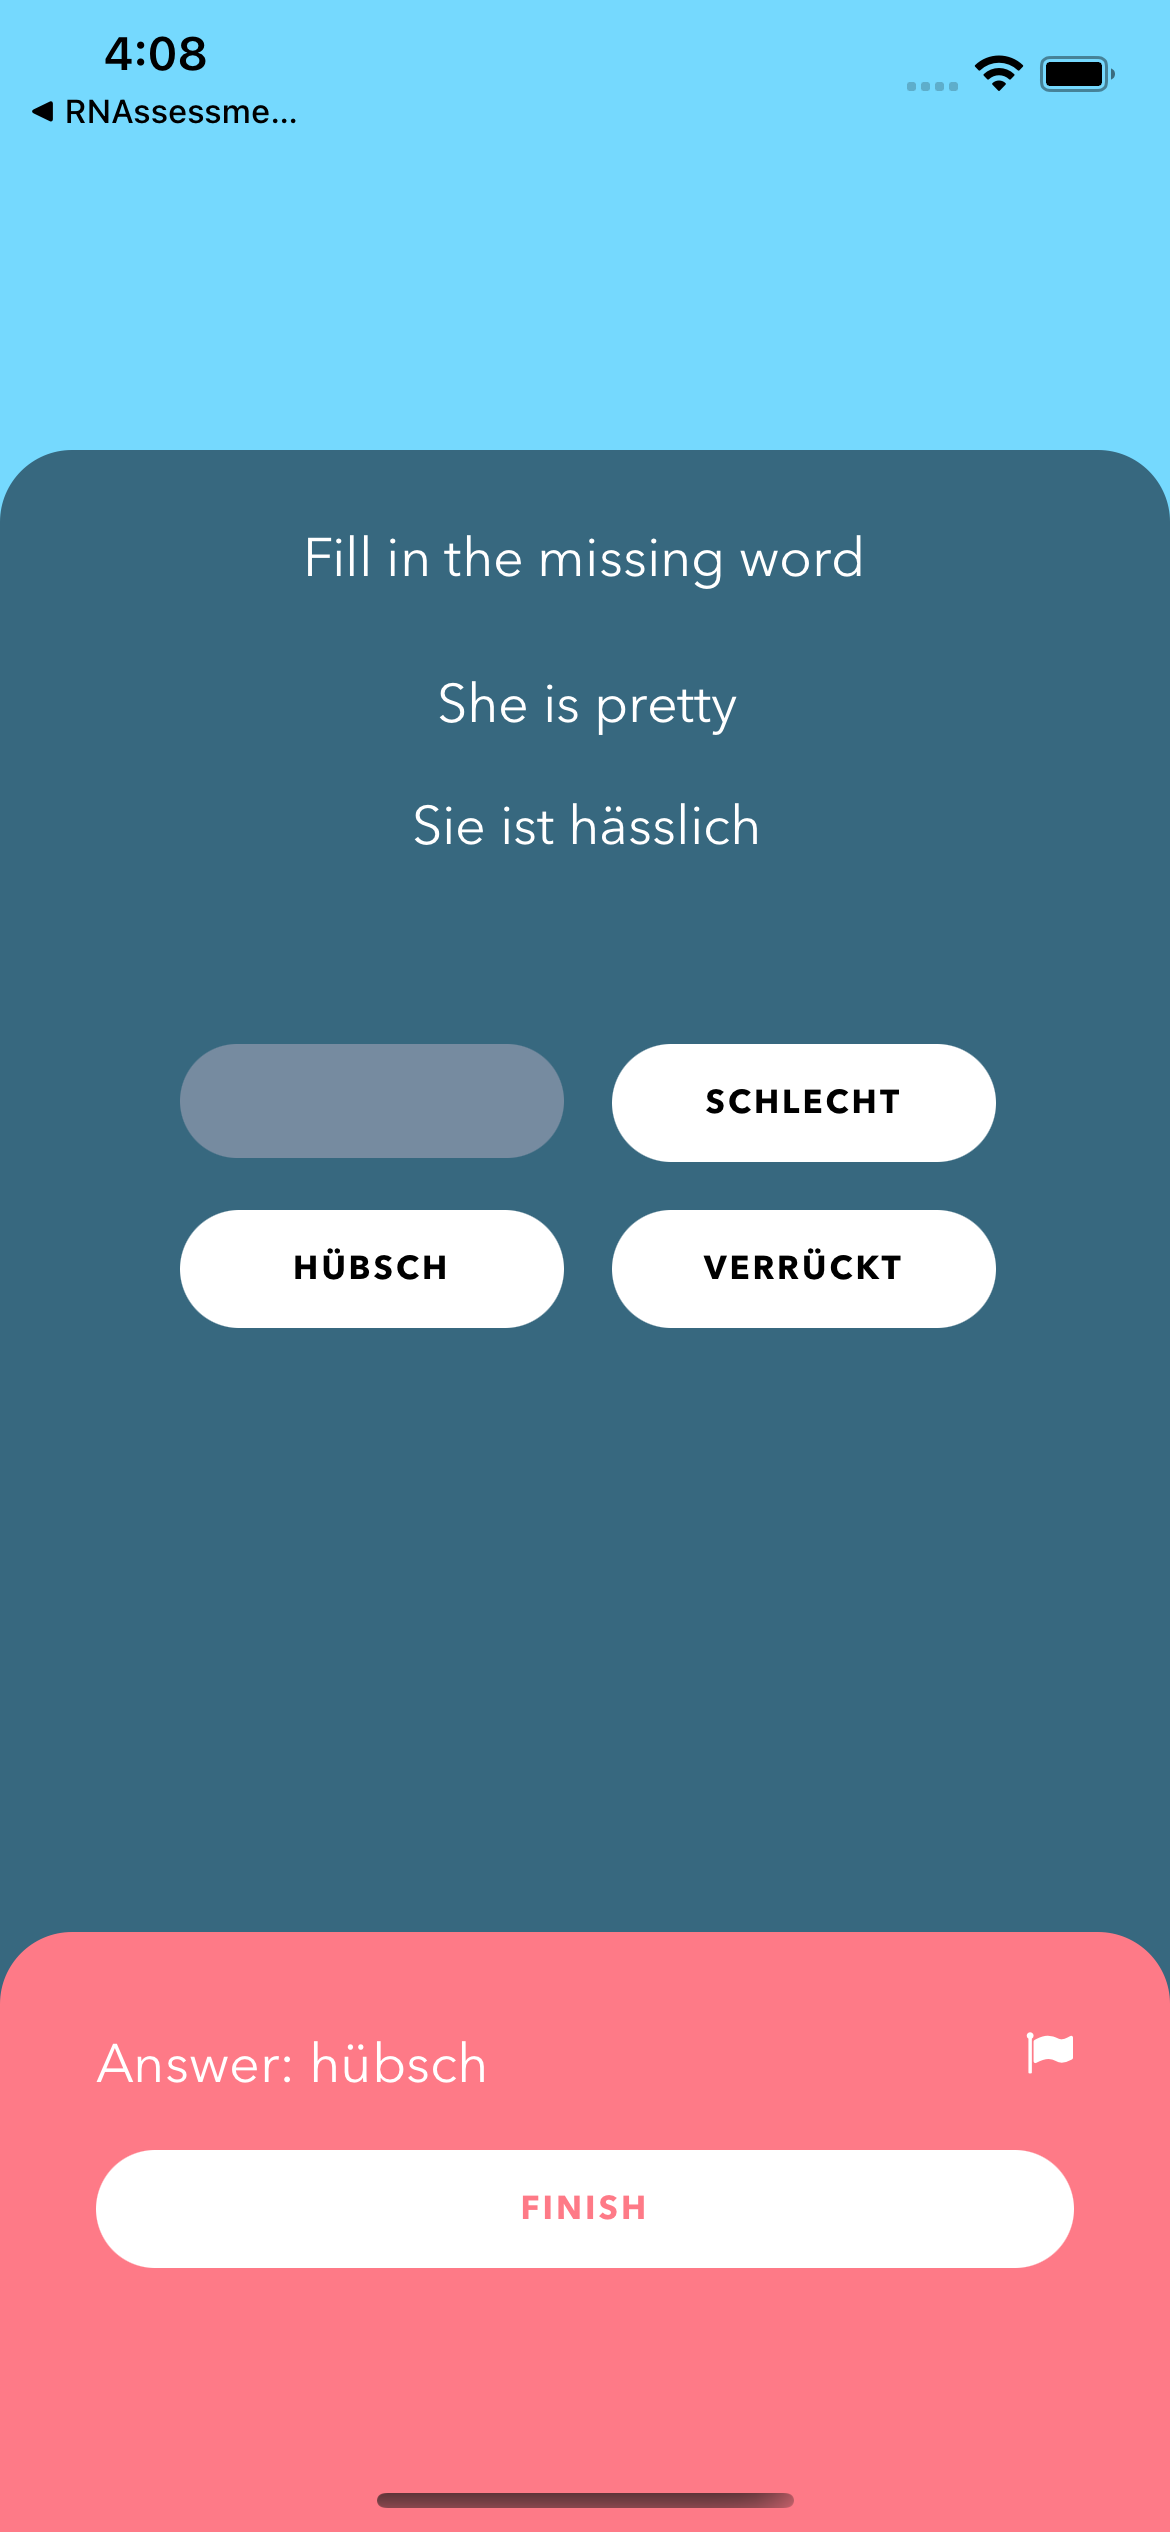 4:08
RNAssessme...
Fill in the missing word
She is pretty
Sie ist hässlich
SCHLECHT
HÜBSCH
VERRÜCKT
Answer: hübsch
FINISH